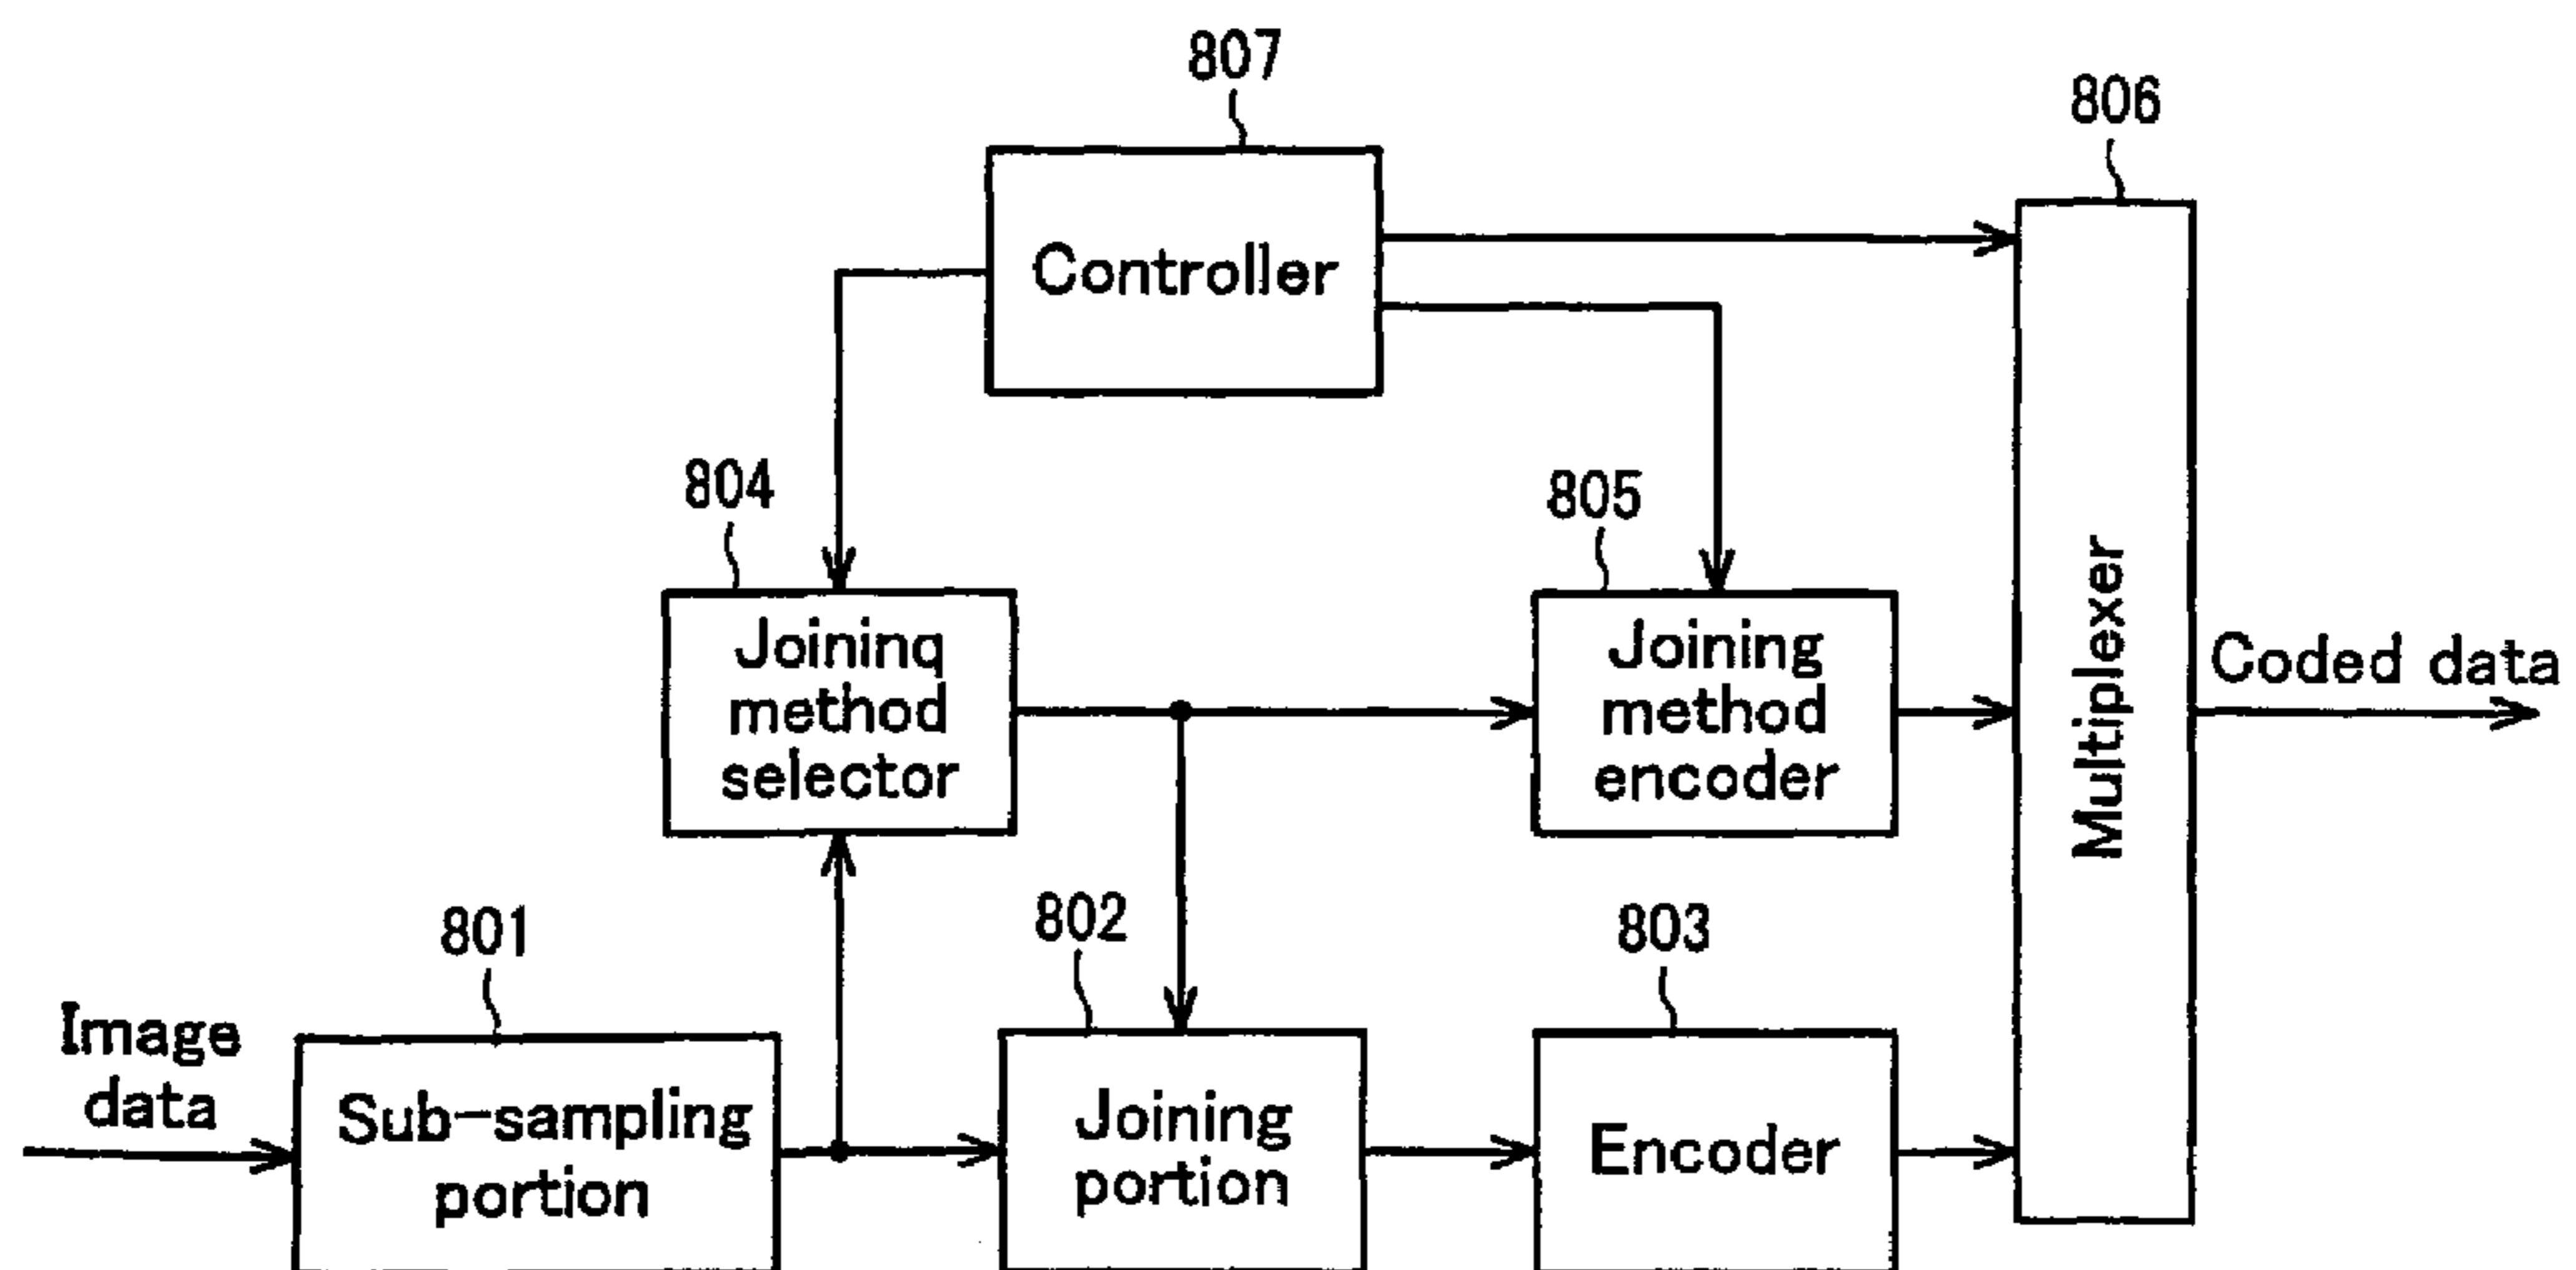 807
806
Controller
804
805
Joining
method
selector
Joining
method
encoder
Multiplexer
Coded data
801
802
803
Image
data
Sub-sampling
portion
Joining
portion
Encoder